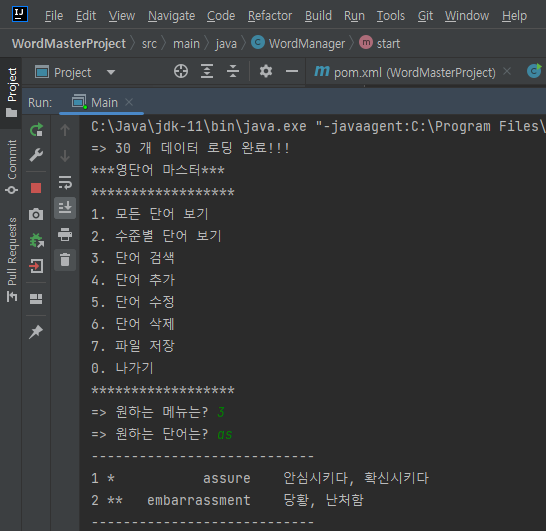 File Edit View Navigate Code Refactor Build Run Tools Git Window Help
WordMasterProject src main java WordManager start
Project pom.xml (WordMasterProject)
Run: Main
Project
Commit
Pull Requests
C:\Java\jdk-11\bin\java.exe "-javaagent:C:\Program Files\
=> 30 개 데이터 로딩 완료!!!
***영단어 마스터***
******************
1. 모든 단어 보기
2. 수준별 단어 보기
3. 단어 검색
4. 단어 추가
5. 단어 수정
6. 단어 삭제
7. 파일 저장
0. 나가기
******************
=> 원하는 메뉴는? 3
=> 원하는 단어는? as
----------------------------
1 * assure 안심시키다, 확신시키다
2 ** embarrassment 당황, 난처함
----------------------------